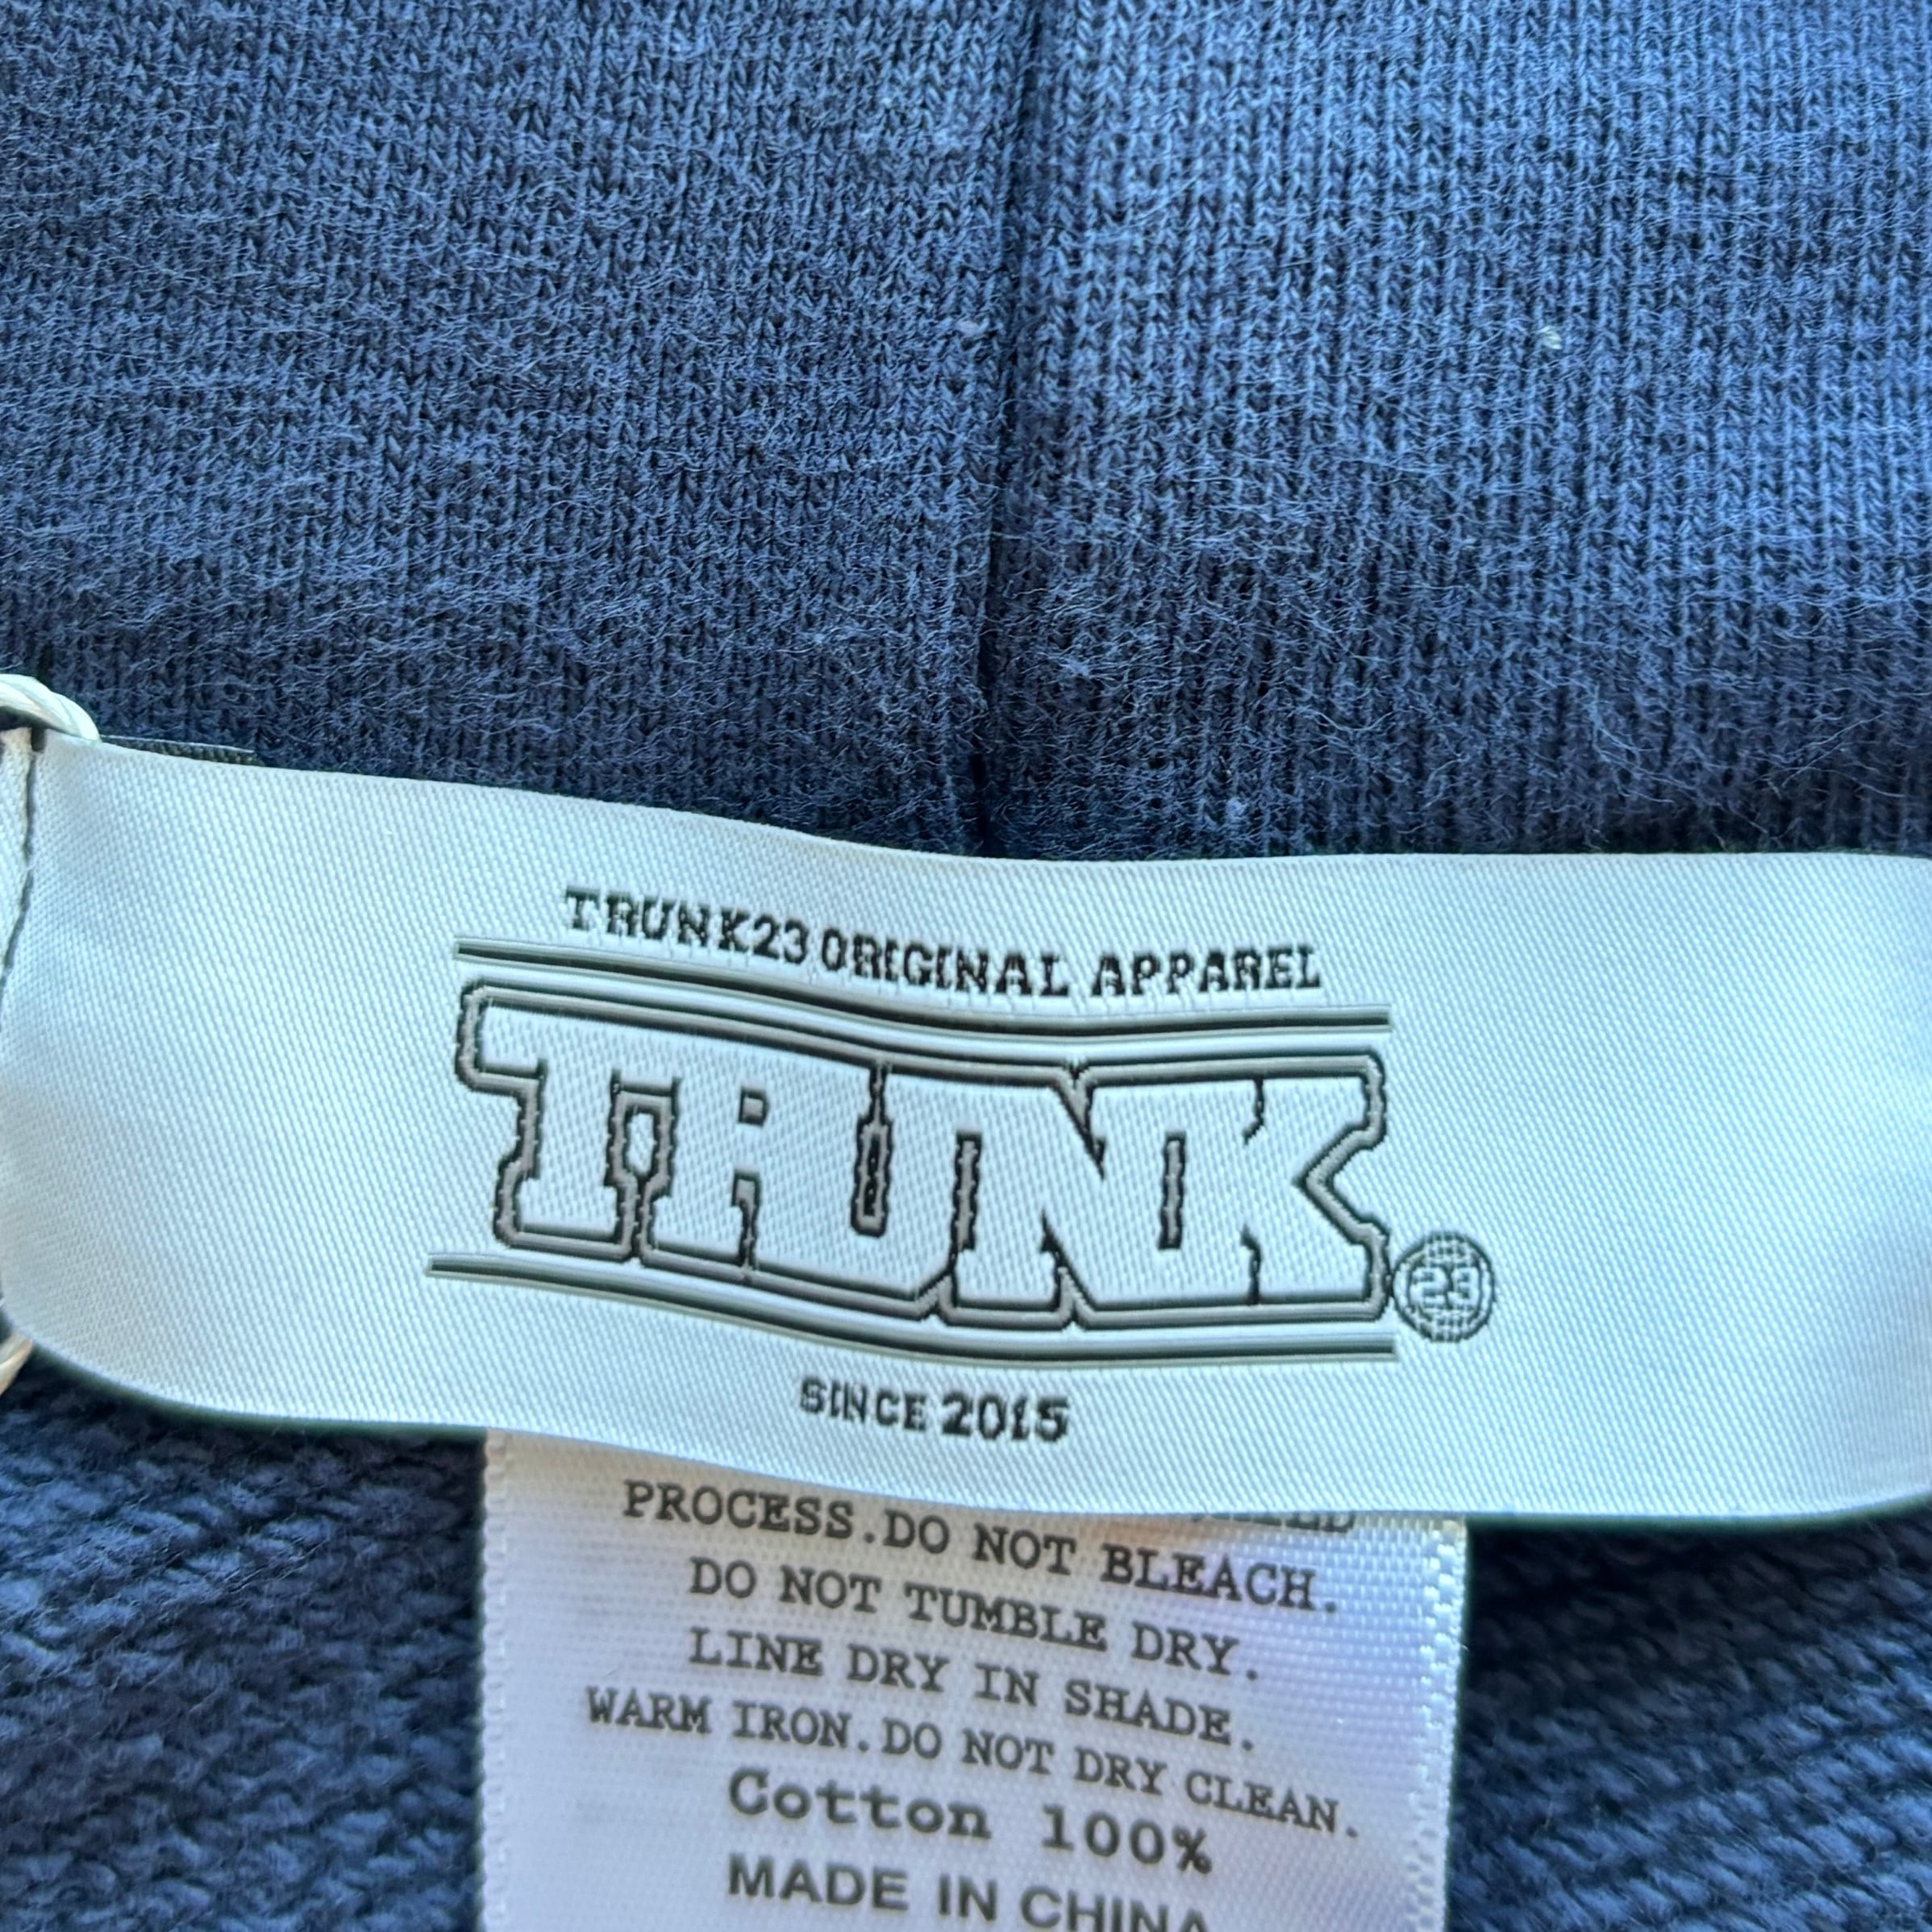 TRUNK23 ORIGINAL APPAREL
TRUNK
23
SINCE 2015
PROCESS.DO NOT BLEACH.
DO NOT TUMBLE DRY.
LINE DRY IN SHADE.
WARM IRON.DO NOT DRY CLEAN.
Cotton 100%
MADE IN CHINA